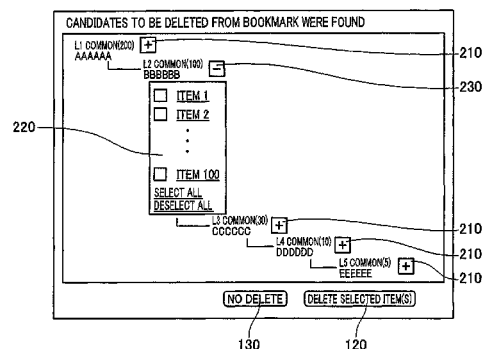 CANDIDATES TO BE DELETED FROM BOOKMARK WERE FOUND
L1 COMMON(200) +
AAAAAA
210
L2 COMMON(100) −
BBBBBB
230
ITEM 1
ITEM 2
220
ITEM 100
SELECT ALL
DESELECT ALL
L3 COMMON(30) +
CCCCCC
210
L4 COMMON(10) +
DDDDDD
210
L5 COMMON(5) +
EEEEEE
210
NO DELETE DELETE SELECTED ITEM(S)
130 120